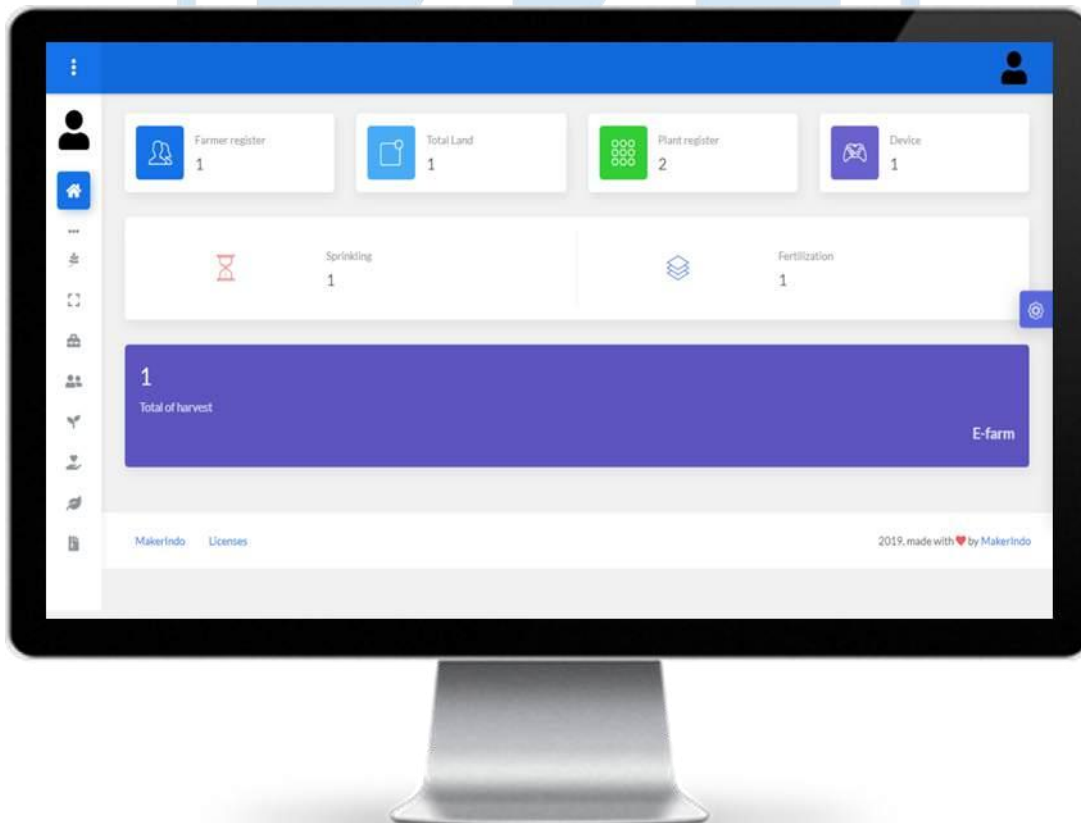 Farmer register
1
Total Land
1
Plant register
2
Device
1
Sprinkling
1
Fertilization
1
1
Total of harvest
E-farm
MakerIndo Licenses
2019, made with ❤ by MakerIndo